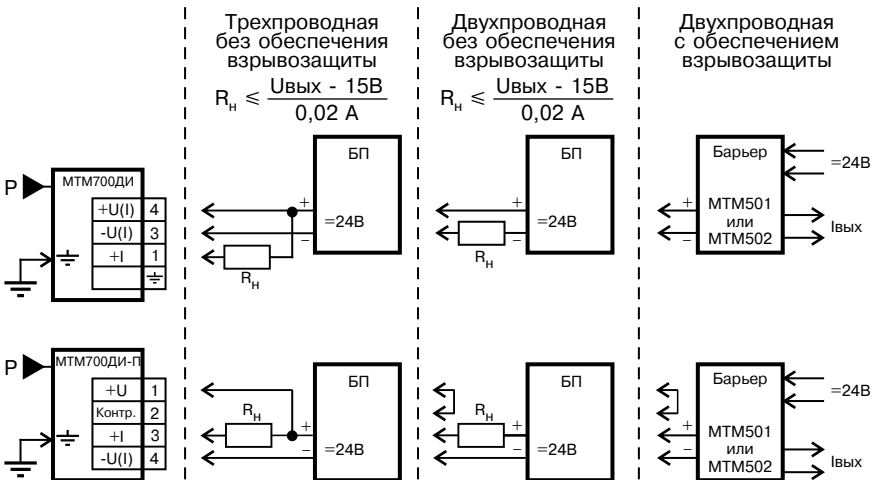 Трехпроводная
без обеспечения
взрывозащиты
Rн ⩽ Uвых - 15В
0,02 А
Двухпроводная
без обеспечения
взрывозащиты
Rн ⩽ Uвых - 15В
0,02 А
Двухпроводная
с обеспечением
взрывозащиты
P
МТМ700ДИ
+U(I) 4
-U(I) 3
+I 1
+
−
Rн
БП
=24В
+
−
Rн
БП
=24В
+
−
Барьер
МТМ501
или
МТМ502
=24В
Iвых
P
МТМ700ДИ-П
+U 1
Контр. 2
+I 3
-U(I) 4
Rн
+
−
БП
=24В
Rн
+
−
БП
=24В
+
−
Барьер
МТМ501
или
МТМ502
=24В
Iвых